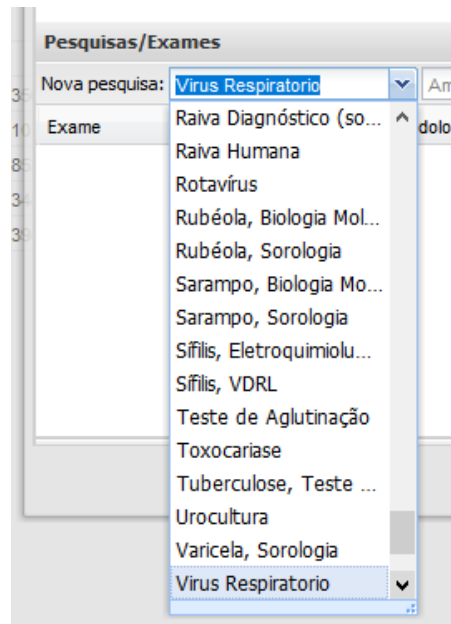 Pesquisas/Exames
Nova pesquisa: Virus Respiratorio Am
Exame dolo
Raiva Diagnóstico (so...
Raiva Humana
Rotavírus
Rubéola, Biologia Mol...
Rubéola, Sorologia
Sarampo, Biologia Mo...
Sarampo, Sorologia
Sífilis, Eletroquimiolu...
Sífilis, VDRL
Teste de Aglutinação
Toxocariase
Tuberculose, Teste ...
Urocultura
Varicela, Sorologia
Virus Respiratorio